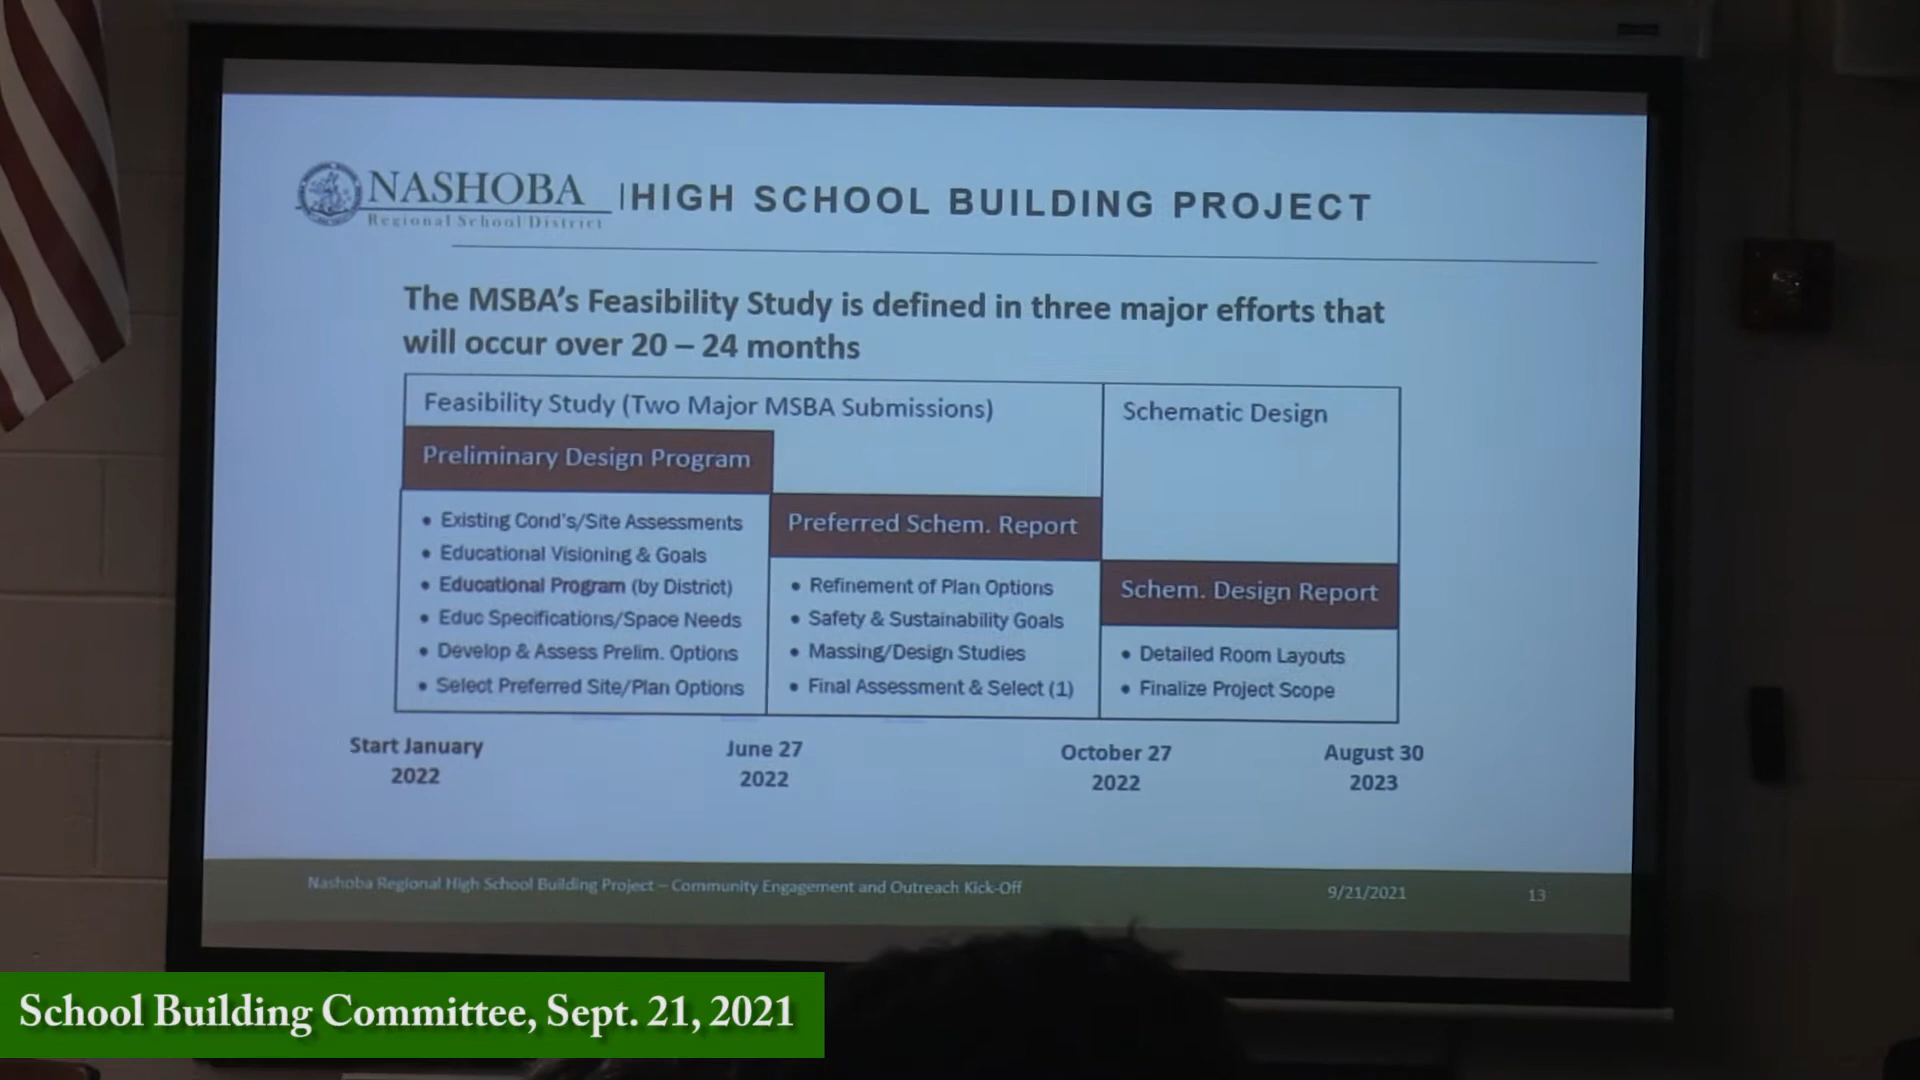 NASHOBA
Regional School District
HIGH SCHOOL BUILDING PROJECT
The MSBA's Feasibility Study is defined in three major efforts that
will occur over 20 – 24 months
Feasibility Study (Two Major MSBA Submissions)
Schematic Design
Preliminary Design Program
• Existing Cond's/Site Assessments
• Educational Visioning & Goals
• Educational Program (by District)
• Educ Specifications/Space Needs
• Develop & Assess Prelim. Options
• Select Preferred Site/Plan Options
Preferred Schem. Report
• Refinement of Plan Options
• Safety & Sustainability Goals
• Massing/Design Studies
• Final Assessment & Select (1)
Schem. Design Report
• Detailed Room Layouts
• Finalize Project Scope
Start January
2022
June 27
2022
October 27
2022
August 30
2023
Nashoba Regional High School Building Project – Community Engagement and Outreach Kick-Off
9/21/2021
13
School Building Committee, Sept. 21, 2021